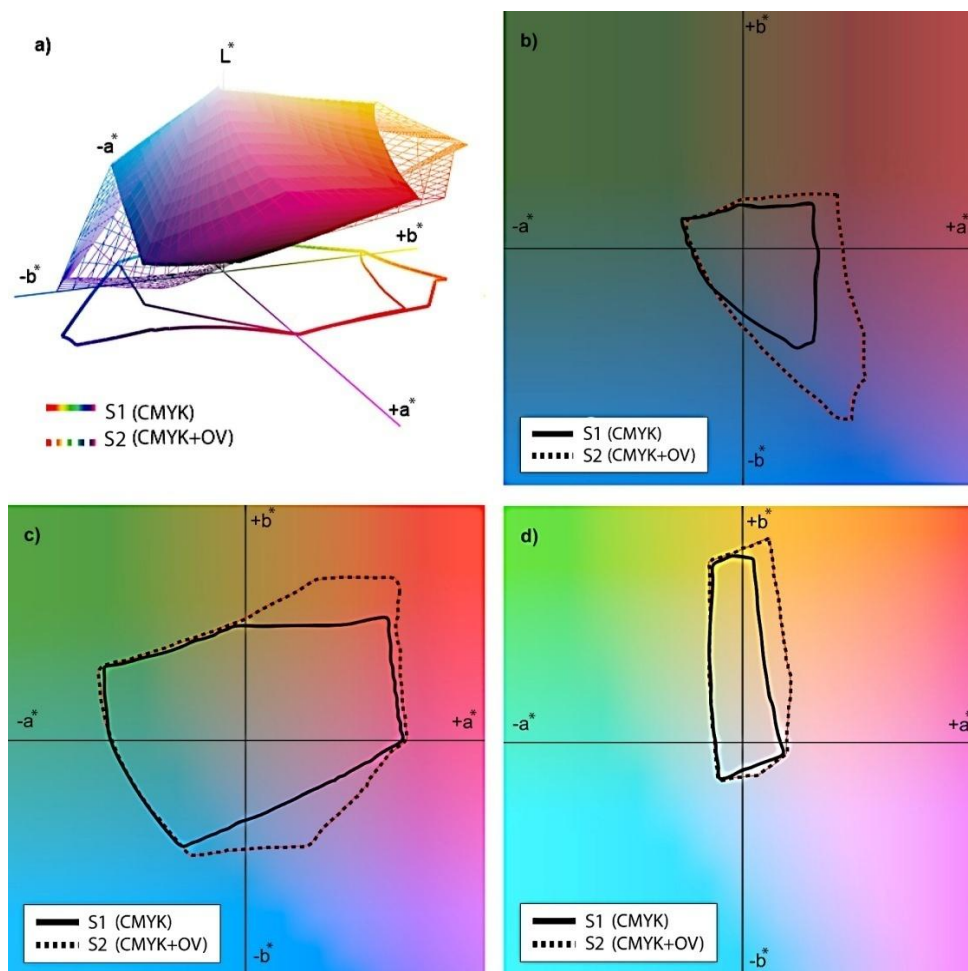 a)
L*
-a*
+b*
-b*
+a*
S1 (CMYK)
S2 (CMYK+OV)
b)
+b*
-a*
+a*
S1 (CMYK)
S2 (CMYK+OV)
-b*
c)
+b*
-a*
+a*
S1 (CMYK)
S2 (CMYK+OV)
-b*
d)
+b*
-a*
+a*
S1 (CMYK)
S2 (CMYK+OV)
-b*